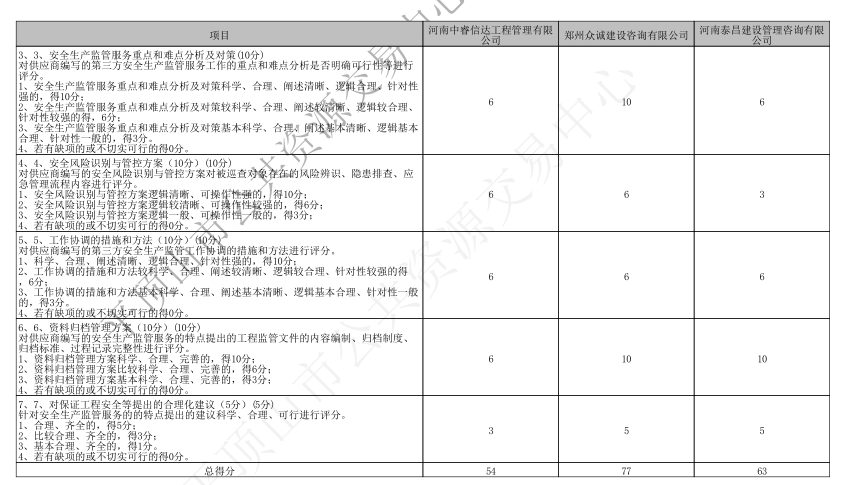 项目
河南中睿信达工程管理有限
公司
郑州众诚建设咨询有限公司
河南泰昌建设管理咨询有限
公司
3、3、安全生产监管服务重点和难点分析及对策(10分)
对供应商编写的第三方安全生产监管服务工作的重点和难点分析是否明确可行性等进行
评分。
1、安全生产监管服务重点和难点分析及对策科学、合理、阐述清晰、逻辑合理、针对性
强的，得10分;
2、安全生产监管服务重点和难点分析及对策较科学、合理、阐述较清晰、逻辑较合理、
针对性较强的得，6分;
3、安全生产监管服务重点和难点分析及对策基本科学、合理、阐述基本清晰、逻辑基本
合理、针对性一般的，得3分。
4、若有缺项的或不切实可行的得0分。
6
10
6
4、4、安全风险识别与管控方案（10分）(10分)
对供应商编写的安全风险识别与管控方案对被巡查对象存在的风险辨识、隐患排查、应
急管理流程内容进行评分。
1、安全风险识别与管控方案逻辑清晰、可操作性强的，得10分;
2、安全风险识别与管控方案逻辑较清晰、可操作性较强的，得6分;
3、安全风险识别与管控方案逻辑一般、可操作性一般的，得3分;
4、若有缺项的或不切实可行的得0分。
6
6
3
5、5、工作协调的措施和方法（10分）(10分)
对供应商编写的第三方安全生产监管工作协调的措施和方法进行评分。
1、科学、合理、阐述清晰、逻辑合理、针对性强的，得10分;
2、工作协调的措施和方法较科学、合理、阐述较清晰、逻辑较合理、针对性较强的得
，6分;
3、工作协调的措施和方法基本科学、合理、阐述基本清晰、逻辑基本合理、针对性一般
的，得3分。
4、若有缺项的或不切实可行的得0分。
6
6
6
6、6、资料归档管理方案（10分）(10分)
对供应商编写的安全生产监管服务的特点提出的工程监管文件的内容编制、归档制度、
归档标准、过程记录完整性进行评分。
1、资料归档管理方案科学、合理、完善的，得10分;
2、资料归档管理方案比较科学、合理、完善的，得6分;
3、资料归档管理方案基本科学、合理、完善的，得3分;
4、若有缺项的或不切实可行的得0分。
6
10
10
7、7、对保证工程安全等提出的合理化建议（5分）(5分)
针对安全生产监管服务的的特点提出的建议科学、合理、可行进行评分。
1、合理、齐全的，得5分;
2、比较合理、齐全的，得3分;
3、基本合理、齐全的，得1分。
4、若有缺项的或不切实可行的得0分。
3
5
5
总得分
54
77
63
平顶山市公共资源交易中心
平顶山市公共资源交易中心